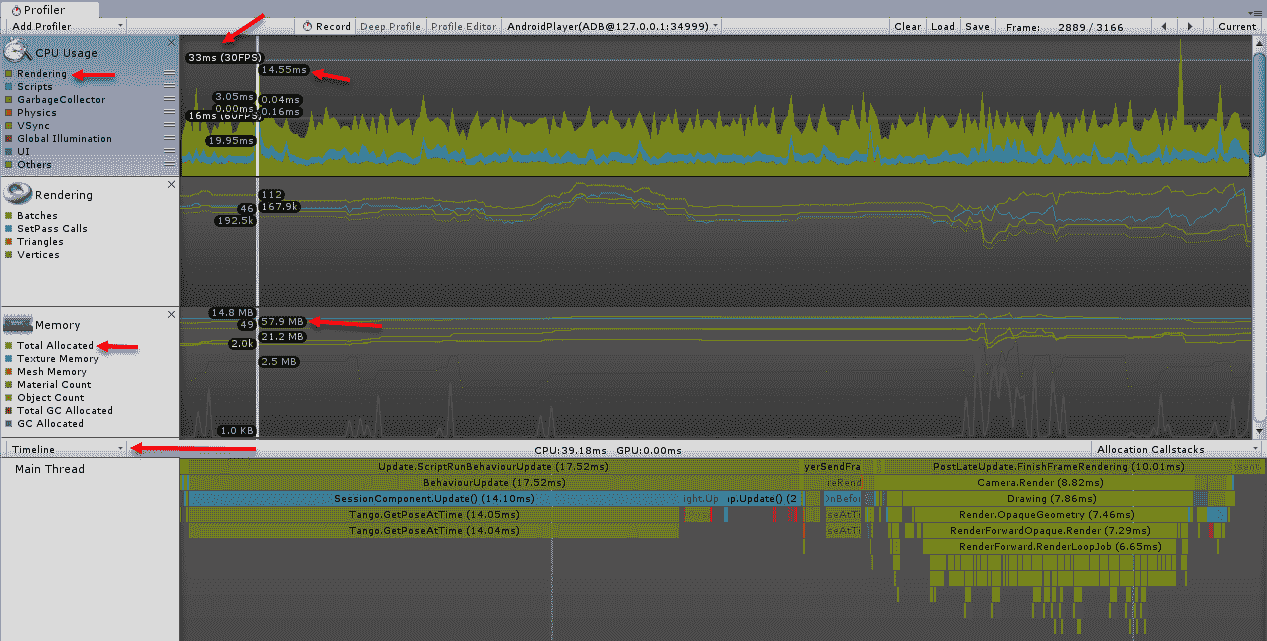 Profiler
Add Profiler Record Deep Profile Profile Editor AndroidPlayer(ADB@127.0.0.1:34999) Clear Load Save Frame: 2889 / 3166 Current
CPU Usage
Rendering
Scripts
GarbageCollector
Physics
VSync
Global Illumination
UI
Others
33ms (30FPS)
14.55ms
3.05ms 0.04ms
0.00ms 0.16ms
16ms (60FPS)
19.95ms
Rendering
Batches
SetPass Calls
Triangles
Vertices
112
46 167.9k
192.5k
Memory
Total Allocated
Texture Memory
Mesh Memory
Material Count
Object Count
Total GC Allocated
GC Allocated
14.8 MB
49 57.9 MB
21.2 MB
2.0k
2.5 MB
1.0 KB
Timeline CPU:39.18ms GPU:0.00ms Allocation Callstacks
Main Thread
Update.ScriptRunBehaviourUpdate (17.52ms) yerSendFra PostLateUpdate.FinishFrameRendering (10.01ms)
BehaviourUpdate (17.52ms) Camera.Render (8.82ms)
SessionComponent.Update() (14.10ms) ight.Up ıp.Update() (2 OnBefo Drawing (7.86ms)
Tango.GetPoseAtTime (14.05ms) seAtTi Render.OpaqueGeometry (7.46ms)
Tango.GetPoseAtTime (14.04ms) seAtTi RenderForwardOpaque.Render (7.29ms)
RenderForward.RenderLoopJob (6.65ms)